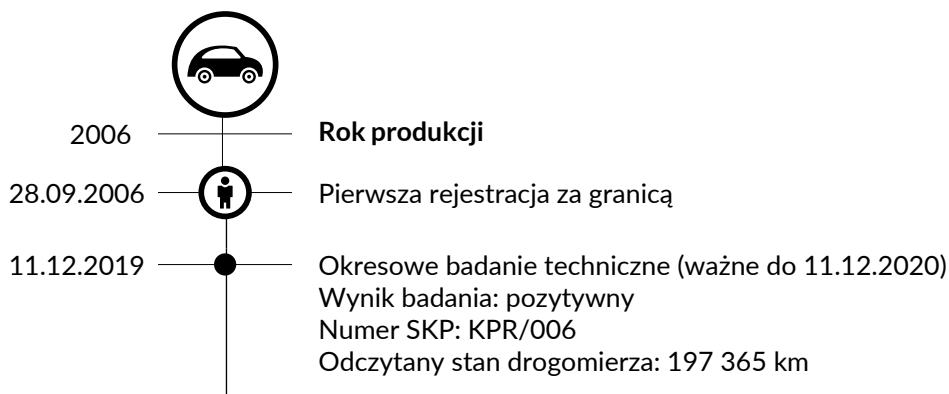 2006 Rok produkcji
28.09.2006 Pierwsza rejestracja za granicą
11.12.2019 Okresowe badanie techniczne (ważne do 11.12.2020)
Wynik badania: pozytywny
Numer SKP: KPR/006
Odczytany stan drogomierza: 197 365 km